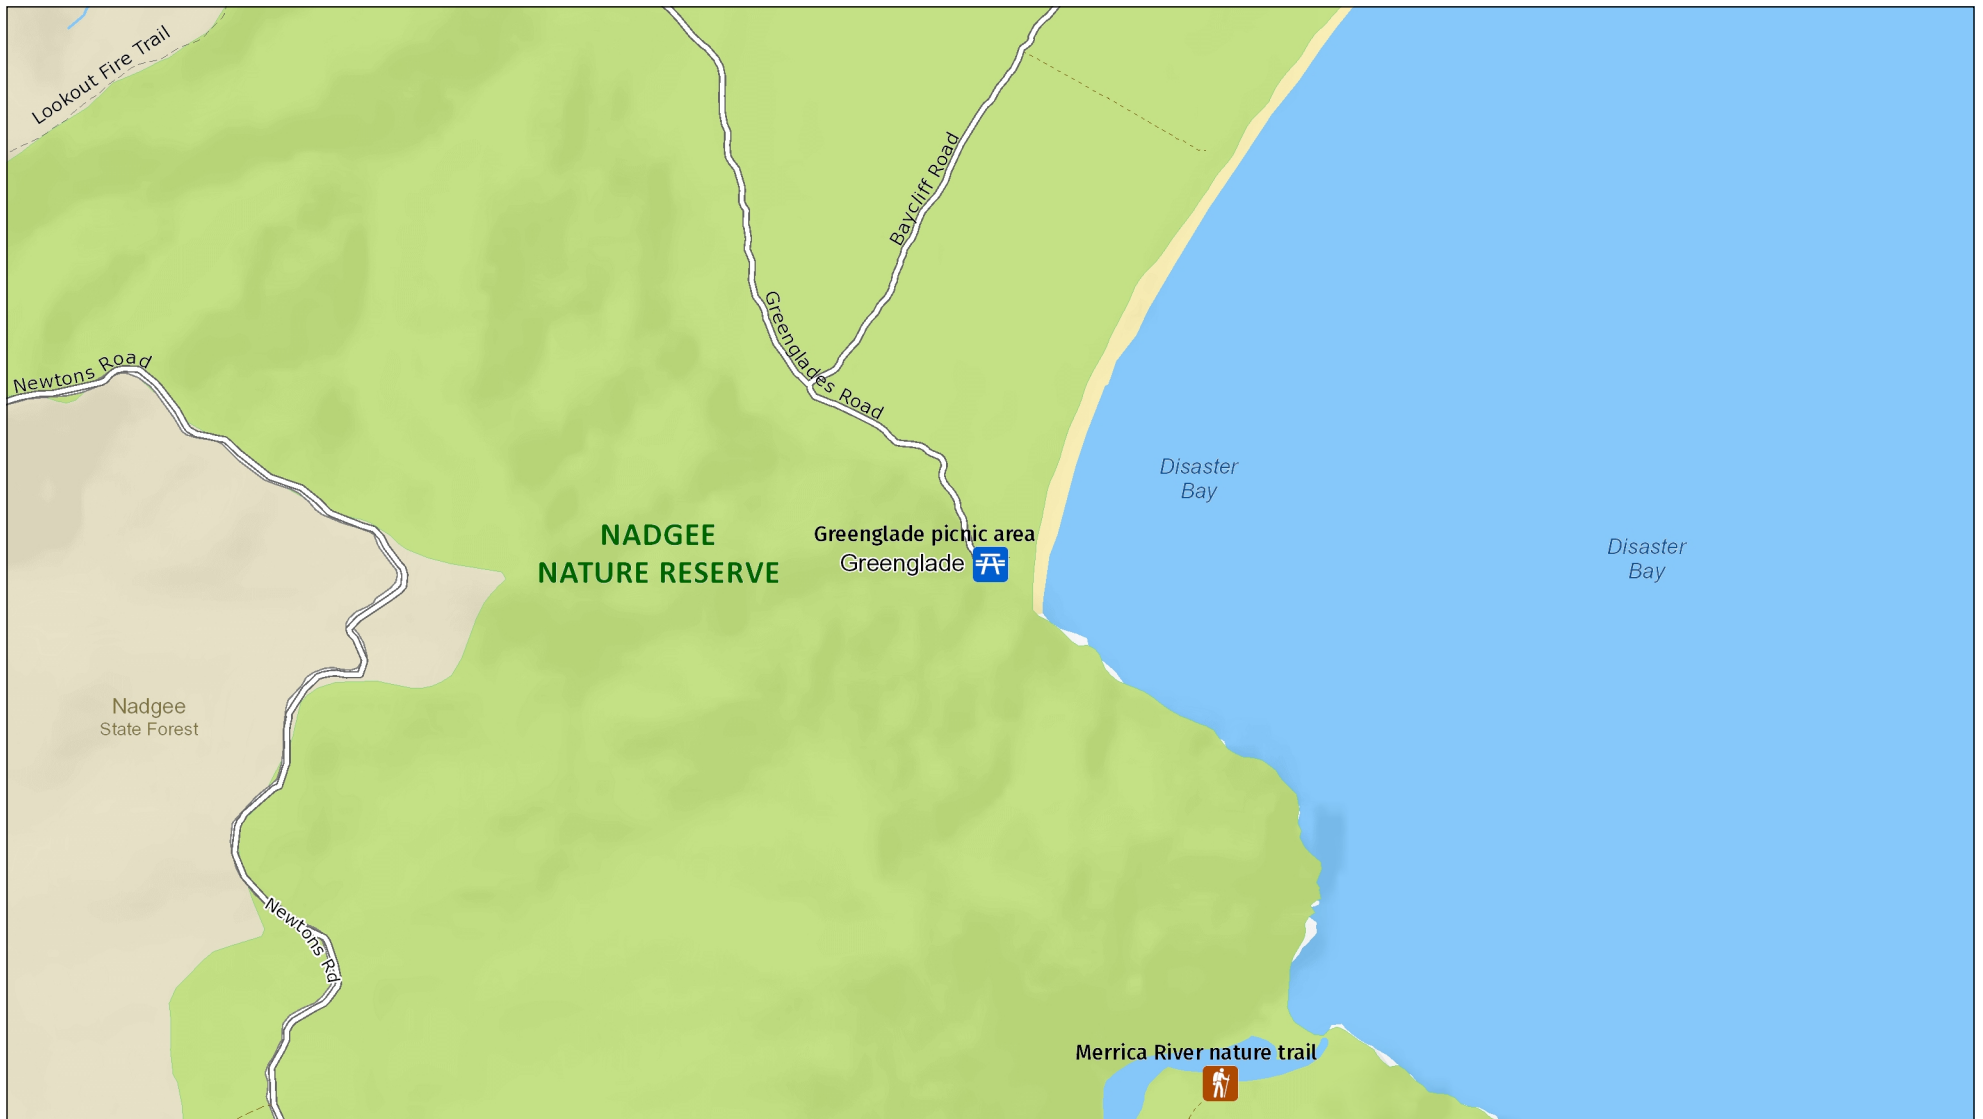 Lookout Fire Trail
Baycliff Road
Greenglades Road
Newtons Road
Disaster
Bay
Disaster
Bay
NADGEE
NATURE RESERVE
Greenglade picnic area
Greenglade
Nadgee
State Forest
Newtons Rd
Merrica River nature trail